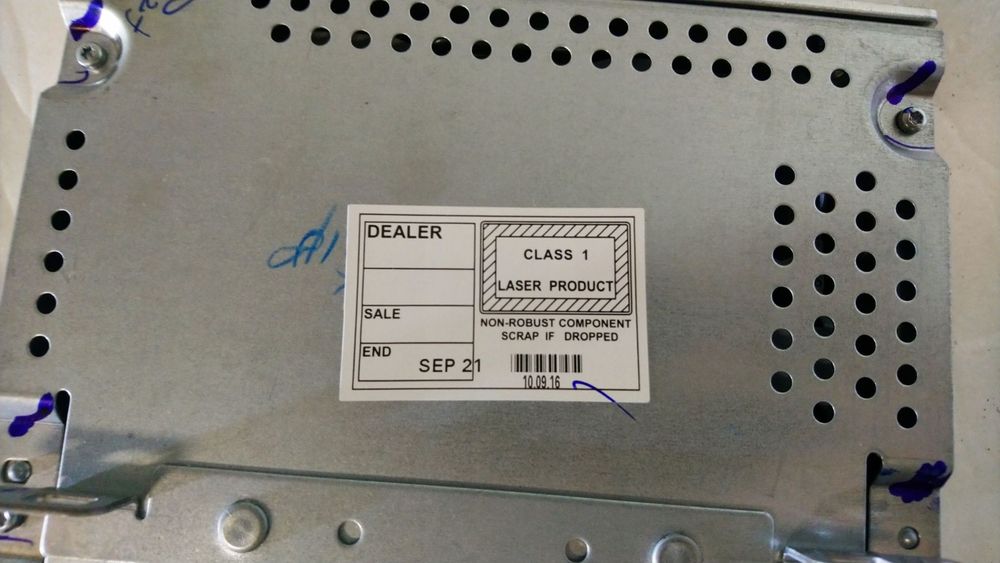 DEALER
SALE
END
SEP 21
CLASS 1
LASER PRODUCT
NON-ROBUST COMPONENT
SCRAP IF DROPPED
10.09.16